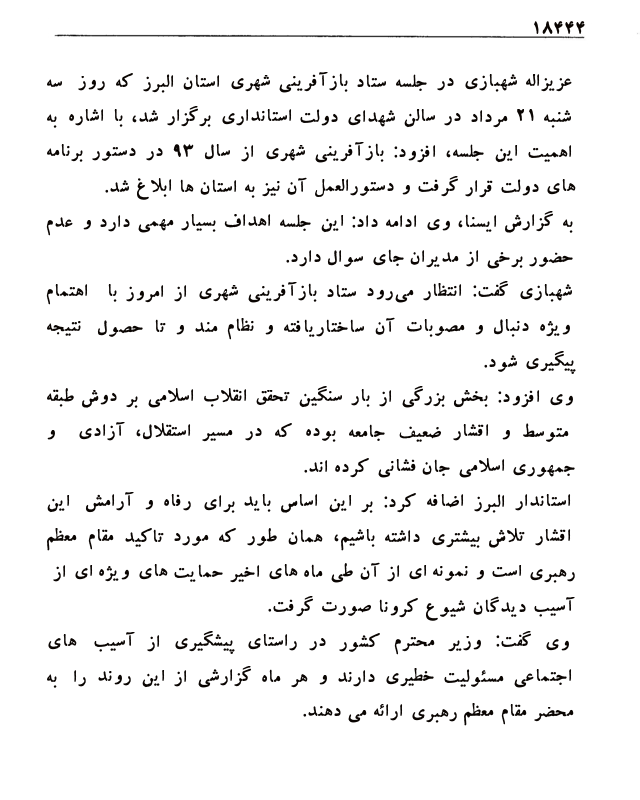 ۱۸۴۴۴
عزیزاله شهبازی در جلسه ستاد بازآفرینی شهری استان البرز که روز سه
شنبه ۲۱ مرداد در سالن شهدای دولت استانداری برگزار شد، با اشاره به
اهمیت این جلسه، افزود: بازآفرینی شهری از سال ۹۳ در دستور برنامه
های دولت قرار گرفت و دستورالعمل آن نیز به استان ها ابلاغ شد.
به گزارش ایسنا، وی ادامه داد: این جلسه اهداف بسیار مهمی دارد و عدم
حضور برخی از مدیران جای سوال دارد.
شهبازی گفت: انتظار می‌رود ستاد بازآفرینی شهری از امروز با اهتمام
ویژه دنبال و مصوبات آن ساختاریافته و نظام مند و تا حصول نتیجه
پیگیری شود.
وی افزود: بخش بزرگی از بار سنگین تحقق انقلاب اسلامی بر دوش طبقه
متوسط و اقشار ضعیف جامعه بوده که در مسیر استقلال، آزادی و
جمهوری اسلامی جان فشانی کرده اند.
استاندار البرز اضافه کرد: بر این اساس باید برای رفاه و آرامش این
اقشار تلاش بیشتری داشته باشیم، همان طور که مورد تاکید مقام معظم
رهبری است و نمونه ای از آن طی ماه های اخیر حمایت های ویژه ای از
آسیب دیدگان شیوع کرونا صورت گرفت.
وی گفت: وزیر محترم کشور در راستای پیشگیری از آسیب های
اجتماعی مسئولیت خطیری دارند و هر ماه گزارشی از این روند را به
محضر مقام معظم رهبری ارائه می دهند.